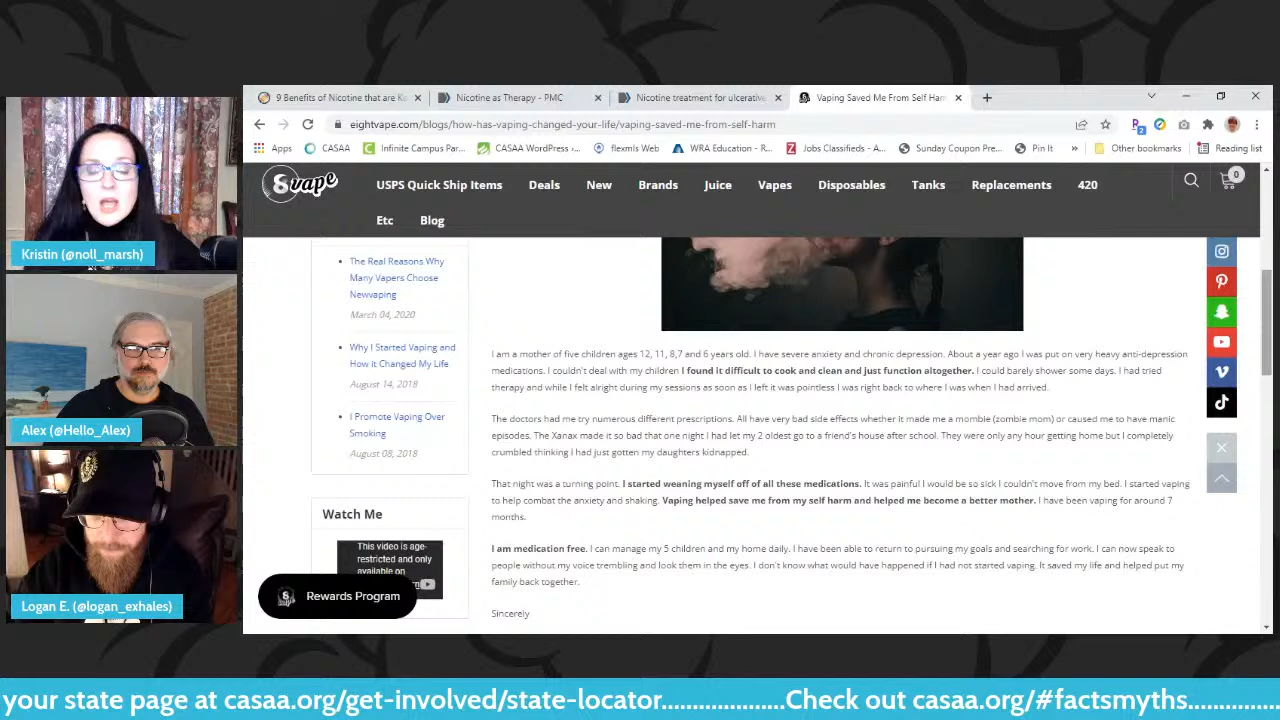 9 Benefits of Nicotine that are K
Nicotine as Therapy - PMC
Nicotine treatment for ulcerative
Vaping Saved Me From Self Harm
eightvape.com/blogs/how-has-vaping-changed-your-life/vaping-saved-me-from-self-harm
Apps
CASAA
Infinite Campus Par...
CASAA WordPress ‹...
flexmls Web
WRA Education - R...
Jobs Classifieds - A...
Sunday Coupon Pre...
Pin It
»
Other bookmarks
Reading list
8vape
USPS Quick Ship Items
Deals
New
Brands
Juice
Vapes
Disposables
Tanks
Replacements
420
0
Etc
Blog
Kristin (@noll_marsh)
Alex (@Hello_Alex)
Logan E. (@logan_exhales)
The Real Reasons Why
Many Vapers Choose
Newvaping
March 04, 2020
Why I Started Vaping and
How it Changed My Life
August 14, 2018
I Promote Vaping Over
Smoking
August 08, 2018
Watch Me
This video is age-
restricted and only
available on
Rewards Program
I am a mother of five children ages 12, 11, 8,7 and 6 years old. I have severe anxiety and chronic depression. About a year ago I was put on very heavy anti-depression
medications. I couldn't deal with my children I found it difficult to cook and clean and just function altogether. I could barely shower some days. I had tried
therapy and while I felt alright during my sessions as soon as I left it was pointless I was right back to where I was when I had arrived.
The doctors had me try numerous different prescriptions. All have very bad side effects whether it made me a mombie (zombie mom) or caused me to have manic
episodes. The Xanax made it so bad that one night I had let my 2 oldest go to a friend's house after school. They were only any hour getting home but I completely
crumbled thinking I had just gotten my daughters kidnapped.
That night was a turning point. I started weaning myself off of all these medications. It was painful I would be so sick I couldn't move from my bed. I started vaping
to help combat the anxiety and shaking. Vaping helped save me from my self harm and helped me become a better mother. I have been vaping for around 7
months.
I am medication free. I can manage my 5 children and my home daily. I have been able to return to pursuing my goals and searching for work. I can now speak to
people without my voice trembling and look them in the eyes. I don't know what would have happened if I had not started vaping. It saved my life and helped put my
family back together.
Sincerely
your state page at casaa.org/get-involved/state-locator.....................Check out casaa.org/#factsmyths..............